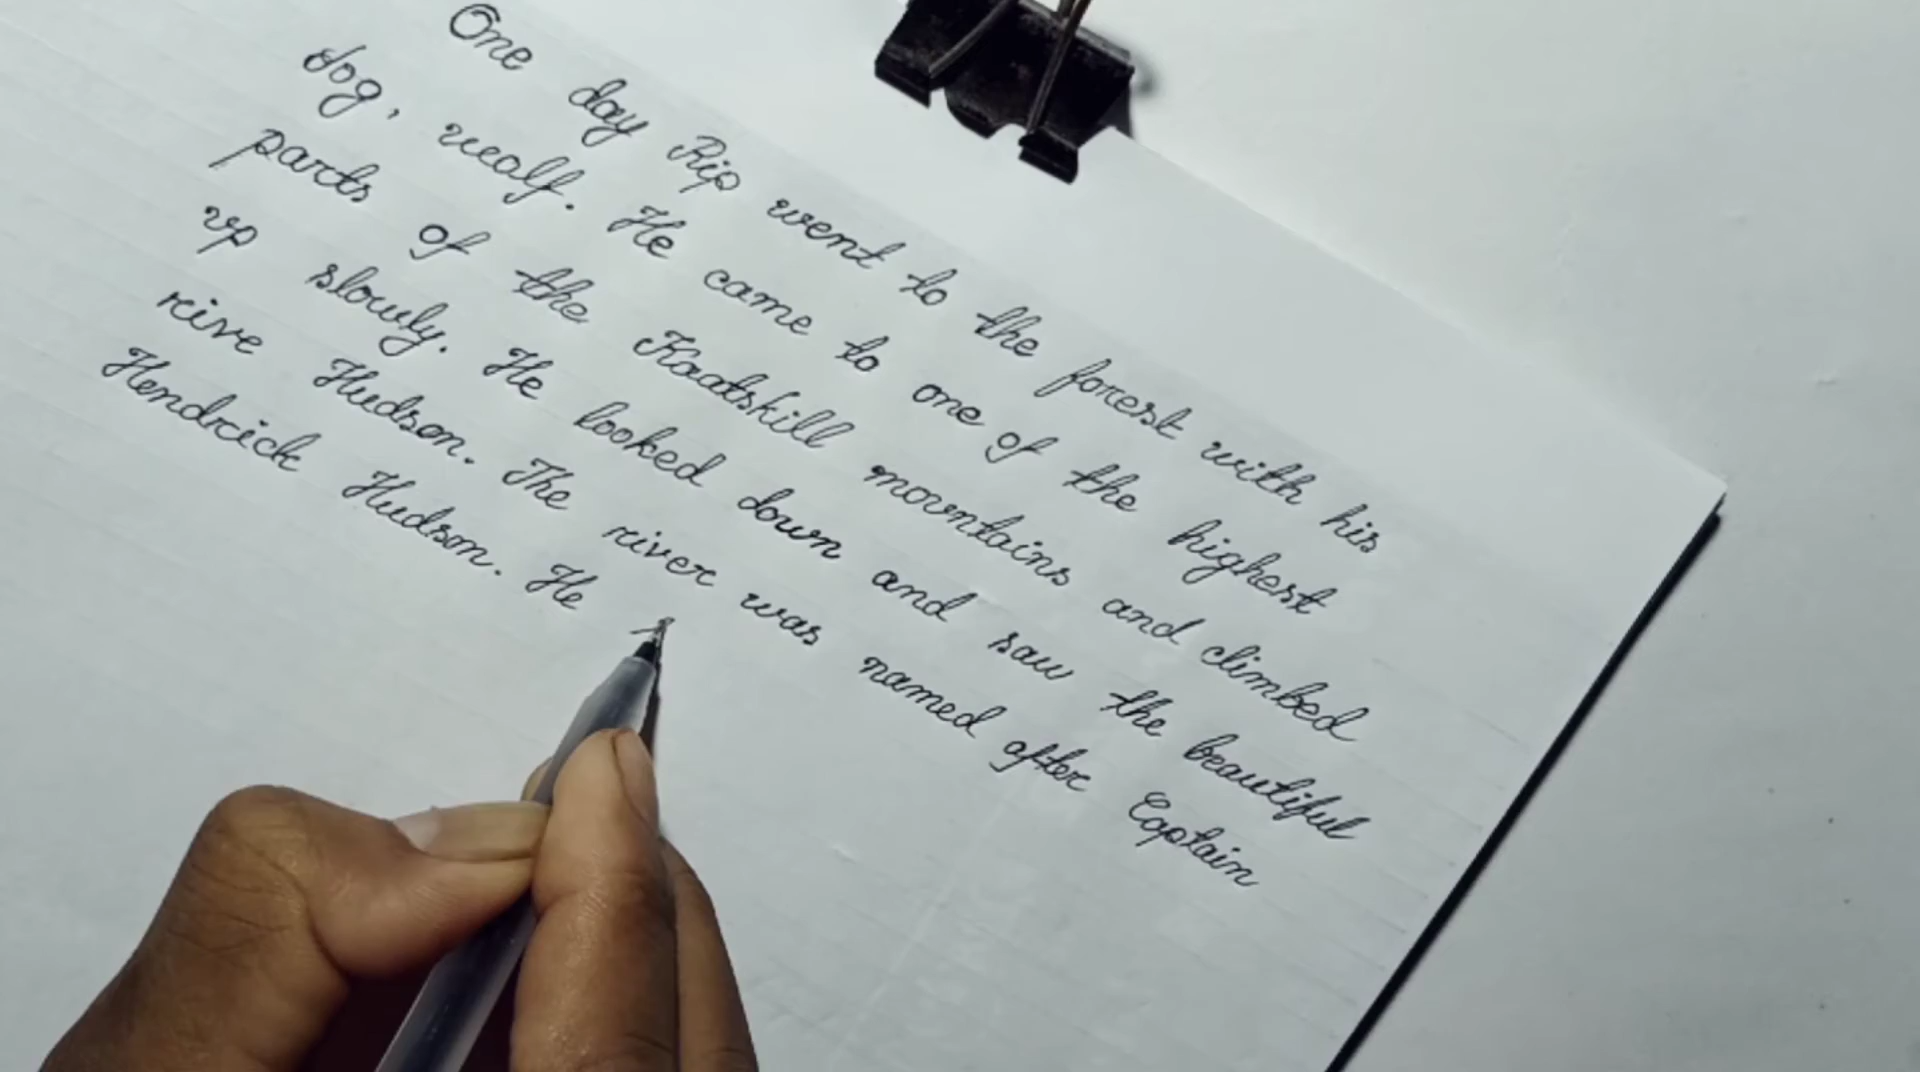 One day Rip went to the forest with his
dog, wolf. He came to one of the highest
parts of the Kaatskill mountains and climbed
up slowly. He looked down and saw the beautiful
rive Hudson. The river was named after Captain
Hendrick Hudson. He